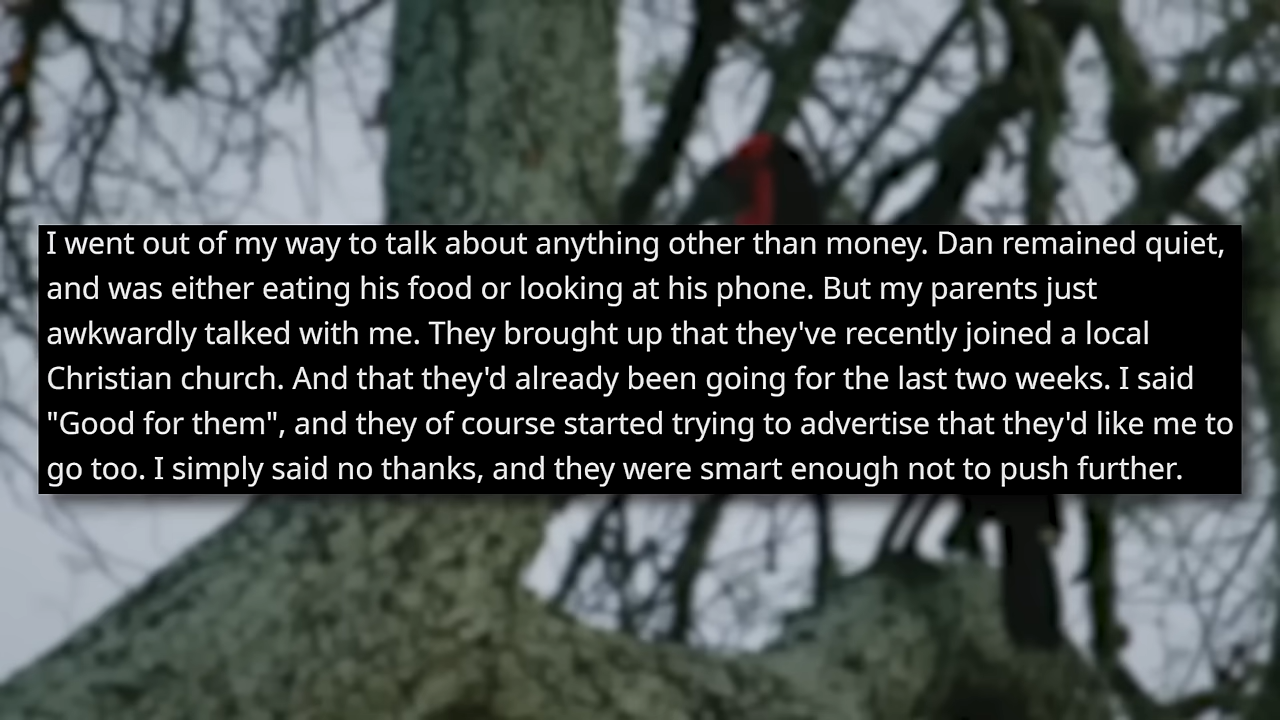 I went out of my way to talk about anything other than money. Dan remained quiet,
and was either eating his food or looking at his phone. But my parents just
awkwardly talked with me. They brought up that they've recently joined a local
Christian church. And that they'd already been going for the last two weeks. I said
"Good for them", and they of course started trying to advertise that they'd like me to
go too. I simply said no thanks, and they were smart enough not to push further.